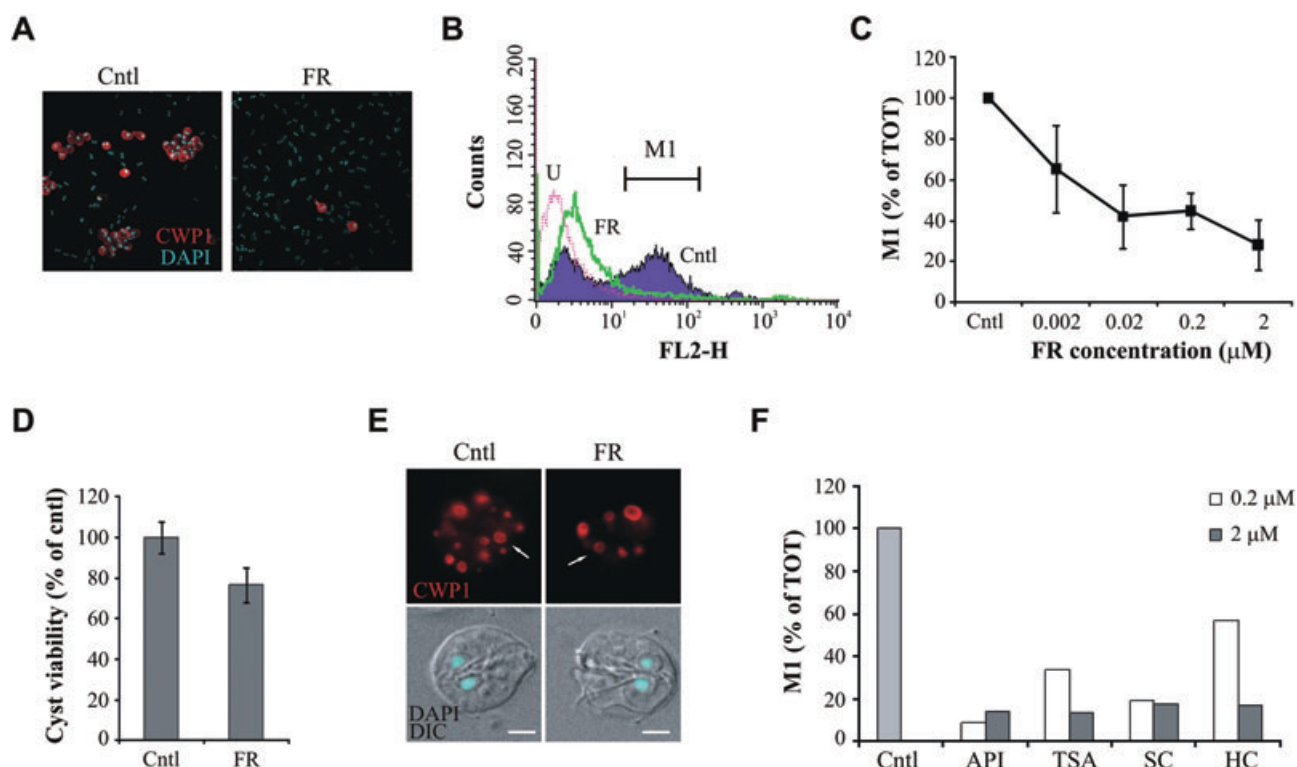 A
Cntl FR
CWP1
DAPI
B
Counts
200
160
120
80
40
0
U
M1
FR
Cntl
0 10¹ 10² 10³ 10⁴
FL2-H
C
M1 (% of TOT)
120
100
80
60
40
20
0
Cntl 0.002 0.02 0.2 2
FR concentration (μM)
D
Cyst viability (% of cntl)
120
100
80
60
40
20
0
Cntl FR
E
Cntl FR
CWP1
DAPI
DIC
F
M1 (% of TOT)
120
100
80
60
40
20
0
0.2 μM
2 μM
Cntl API TSA SC HC